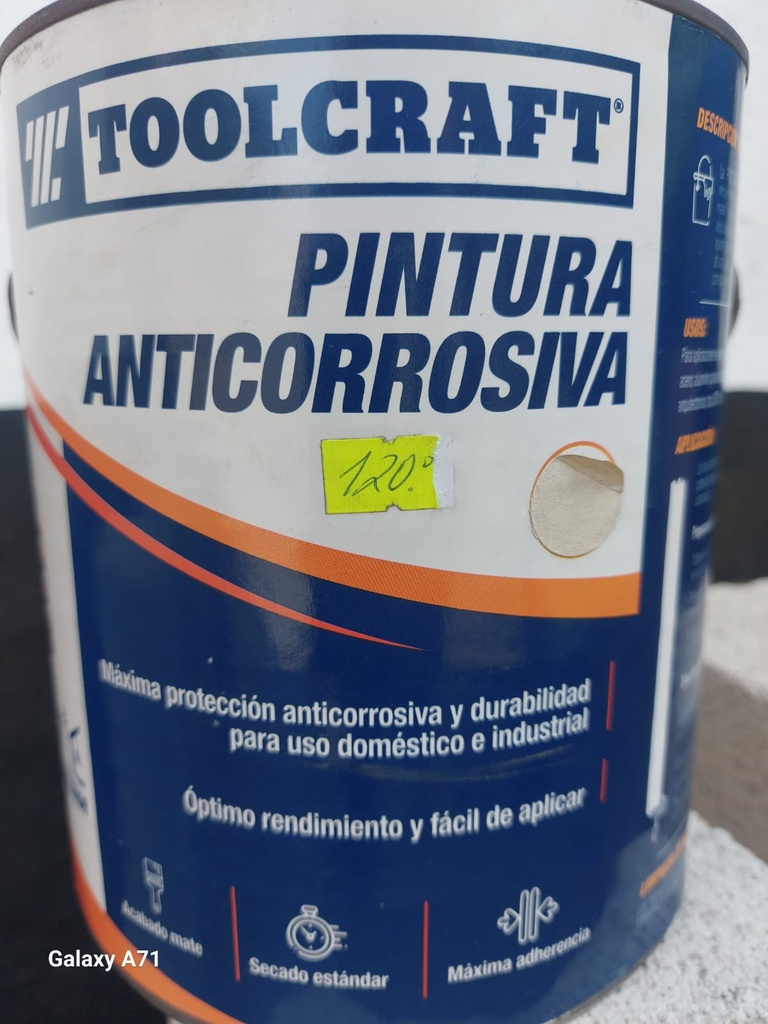 TOOLCRAFT®
PINTURA
ANTICORROSIVA
120.º
Máxima protección anticorrosiva y durabilidad
para uso doméstico e industrial
Óptimo rendimiento y fácil de aplicar
Acabado mate
Secado estándar
Máxima adherencia
USOS:
Galaxy A71